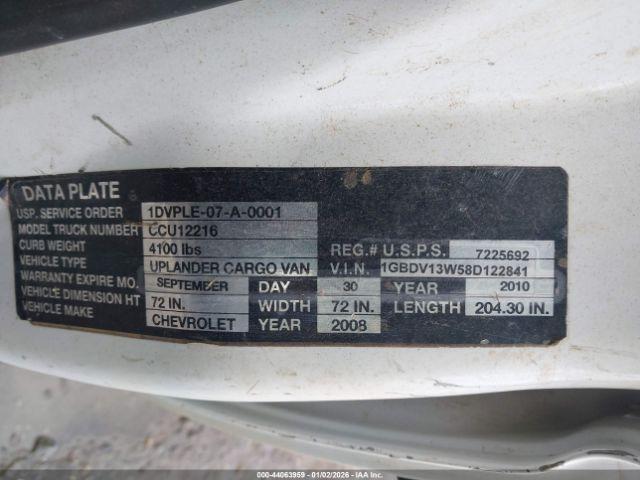 DATA PLATE
USP. SERVICE ORDER 1DVPLE-07-A-0001
MODEL TRUCK NUMBER CCU12216
CURB WEIGHT 4100 lbs REG.# U.S.P.S. 7225692
VEHICLE TYPE UPLANDER CARGO VAN V.I.N. 1GBDV13W58D122841
WARRANTY EXPIRE MO. SEPTEMBER DAY 30 YEAR 2010
VEHICLE DIMENSION HT 72 IN. WIDTH 72 IN. LENGTH 204.30 IN.
VEHICLE MAKE CHEVROLET YEAR 2008
000-44063959 - 01/02/2026 - IAA Inc.